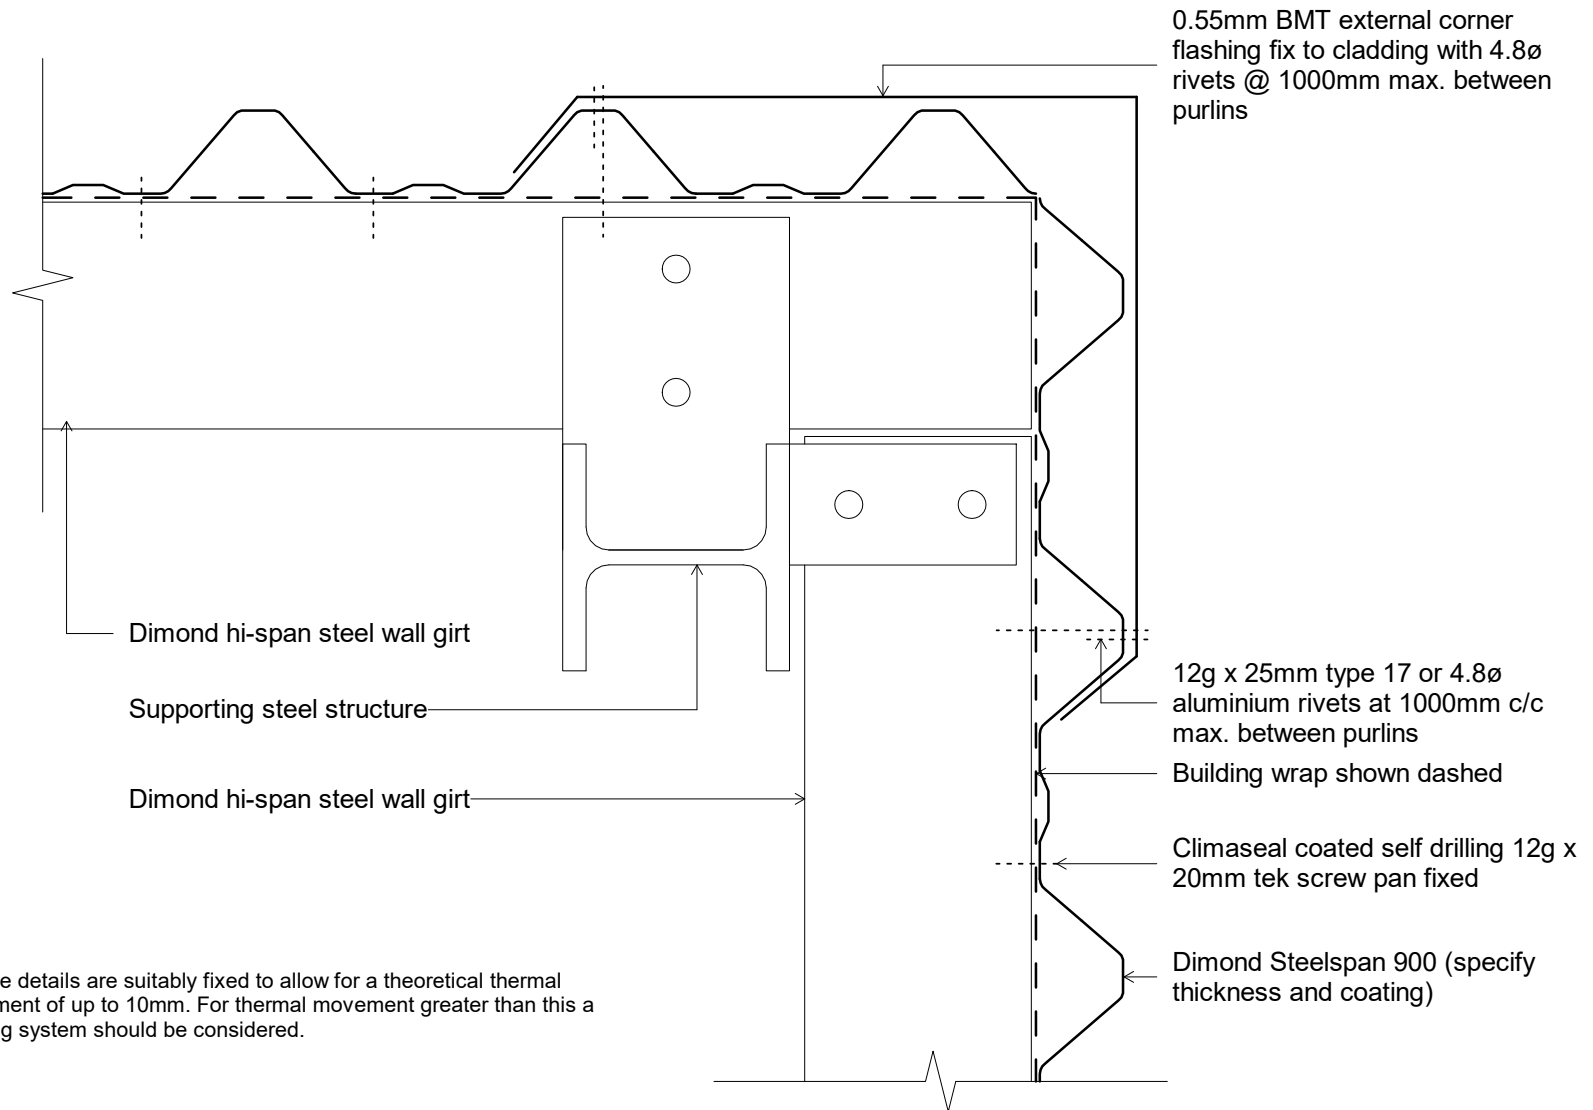 0.55mm BMT external corner
flashing fix to cladding with 4.8ø
rivets @ 1000mm max. between
purlins
Dimond hi-span steel wall girt
Supporting steel structure
Dimond hi-span steel wall girt
12g x 25mm type 17 or 4.8ø
aluminium rivets at 1000mm c/c
max. between purlins
Building wrap shown dashed
Climaseal coated self drilling 12g x
20mm tek screw pan fixed
Dimond Steelspan 900 (specify
thickness and coating)
details are suitably fixed to allow for a theoretical thermal
of up to 10mm. For thermal movement greater than this a
system should be considered.